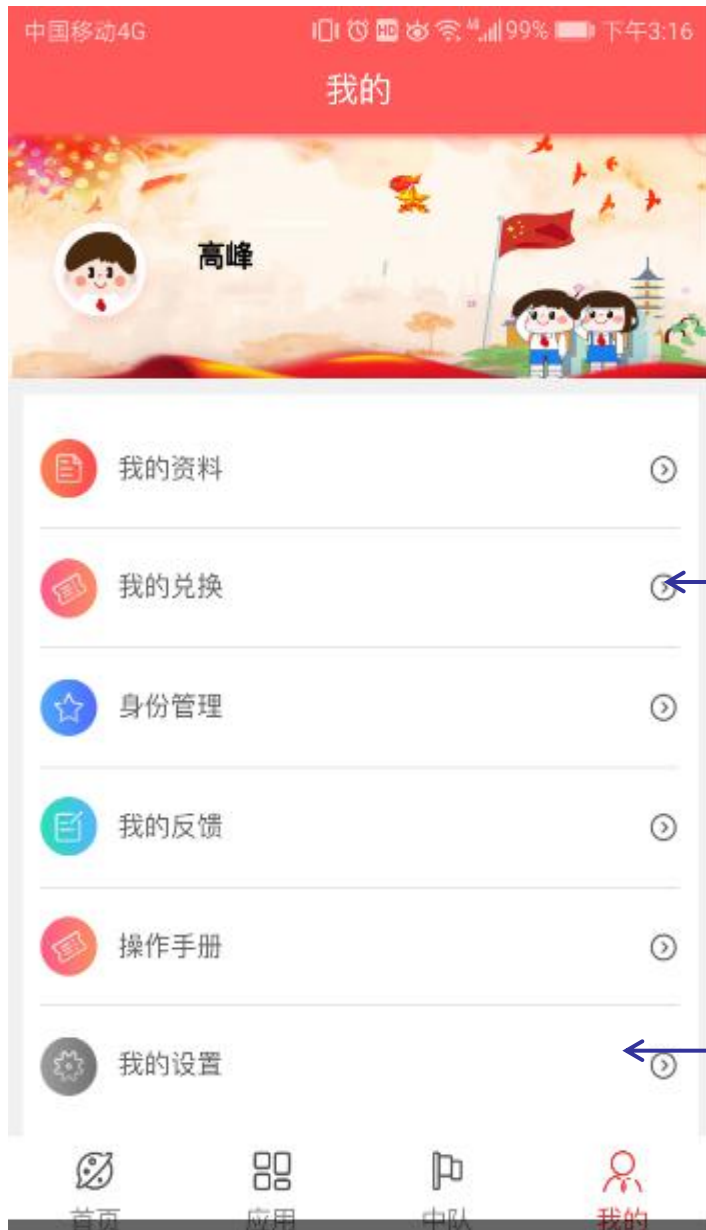 中国移动4G HD 46 99% 下午3:16
我的
高峰
我的资料
我的兑换
身份管理
我的反馈
操作手册
我的设置
首页 应用 中队 我的